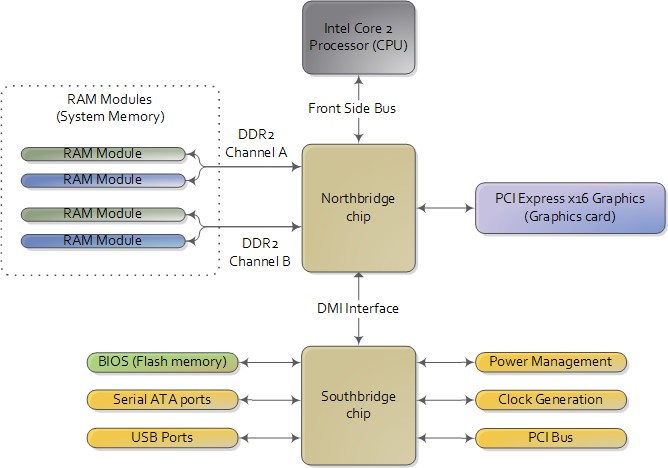 Intel Core 2
Processor (CPU)
Front Side Bus
RAM Modules
(System Memory)
DDR2
Channel A
RAM Module
RAM Module
RAM Module
RAM Module
DDR2
Channel B
Northbridge
chip
PCI Express x16 Graphics
(Graphics card)
DMI Interface
BIOS (Flash memory)
Serial ATA ports
USB Ports
Southbridge
chip
Power Management
Clock Generation
PCI Bus